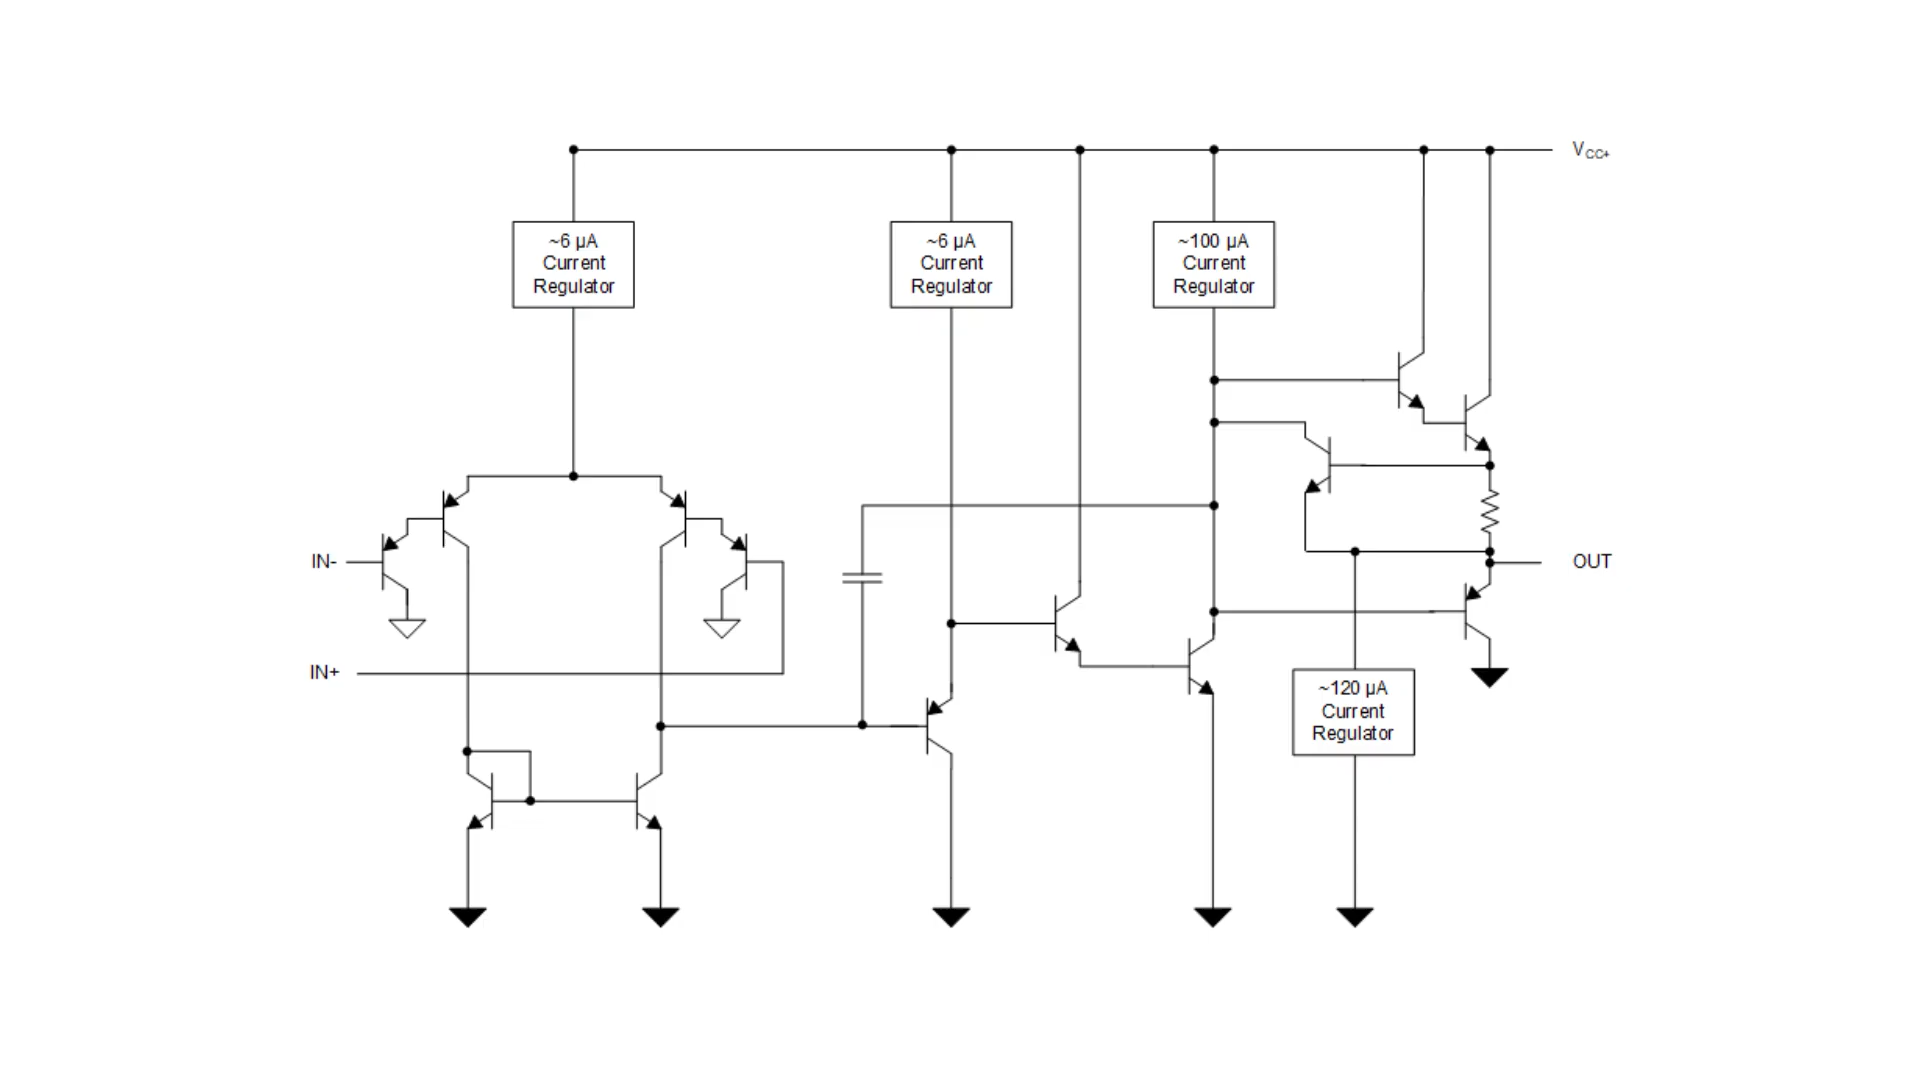 V_CC+
~6 µA
Current
Regulator
~6 µA
Current
Regulator
~100 µA
Current
Regulator
IN-
OUT
IN+
~120 µA
Current
Regulator